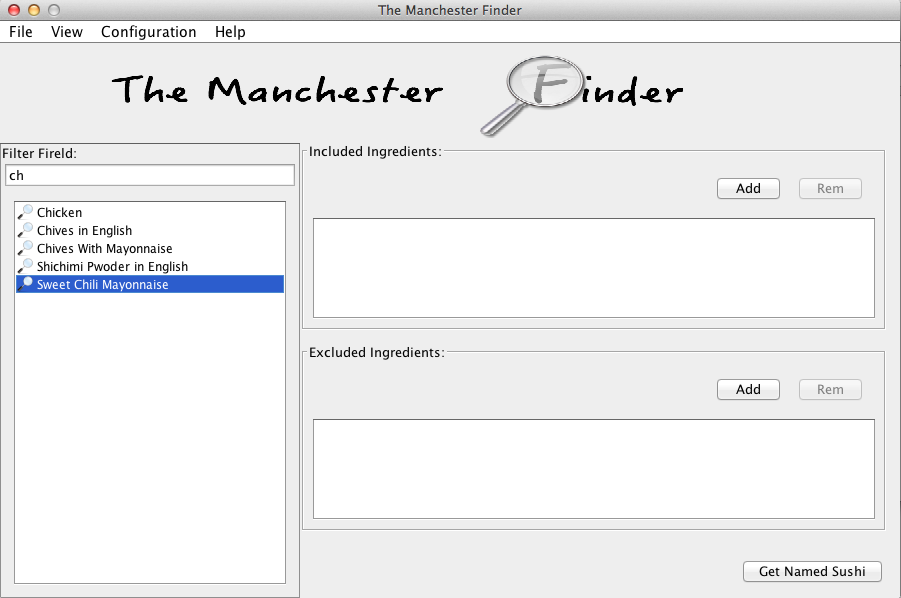 The Manchester Finder
File View Configuration Help
The Manchester Finder
Filter Fireld:
ch
Chicken
Chives in English
Chives With Mayonnaise
Shichimi Pwoder in English
Sweet Chili Mayonnaise
Included Ingredients:
Add Rem
Excluded Ingredients:
Add Rem
Get Named Sushi